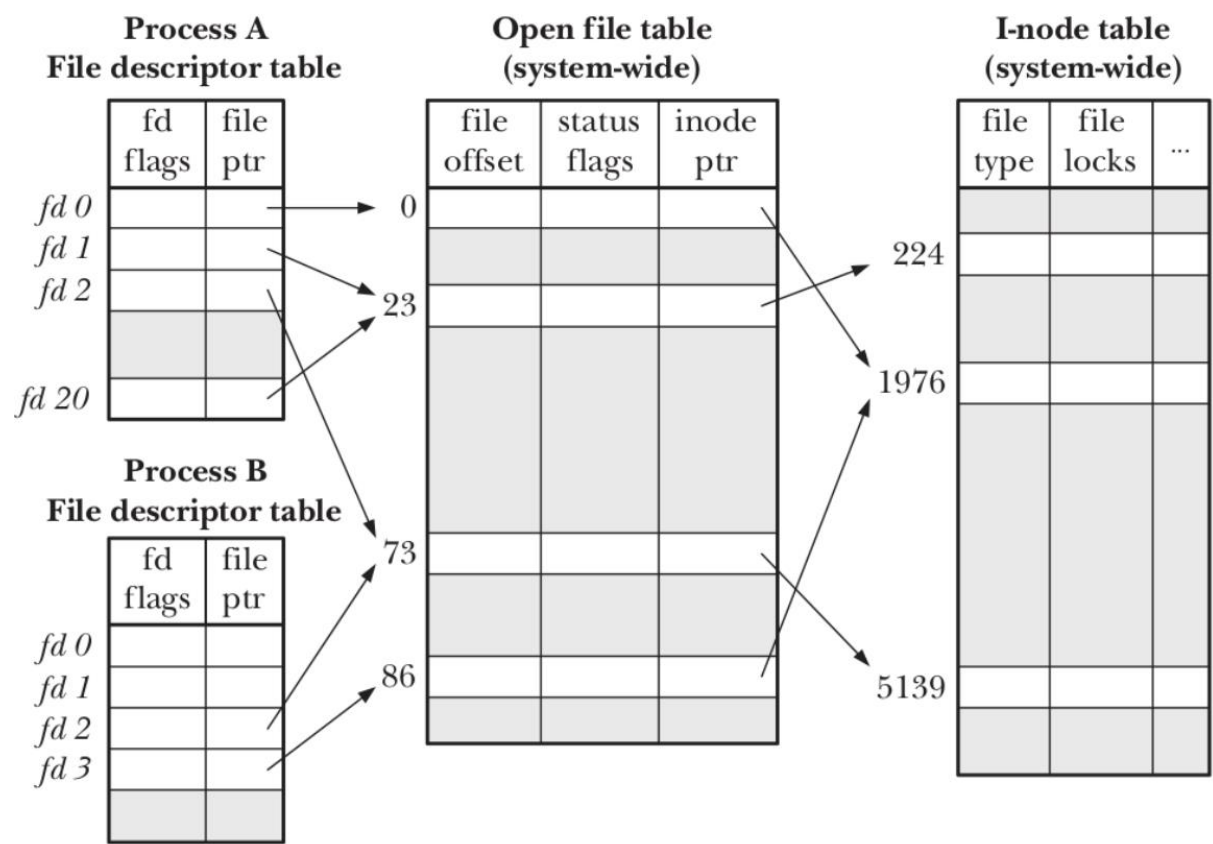 Process A
File descriptor table
fd
flags
file
ptr
fd 0
fd 1
fd 2
fd 20
Process B
File descriptor table
fd
flags
file
ptr
fd 0
fd 1
fd 2
fd 3
Open file table
(system-wide)
file
offset
status
flags
inode
ptr
0
23
73
86
I-node table
(system-wide)
file
type
file
locks
...
224
1976
5139